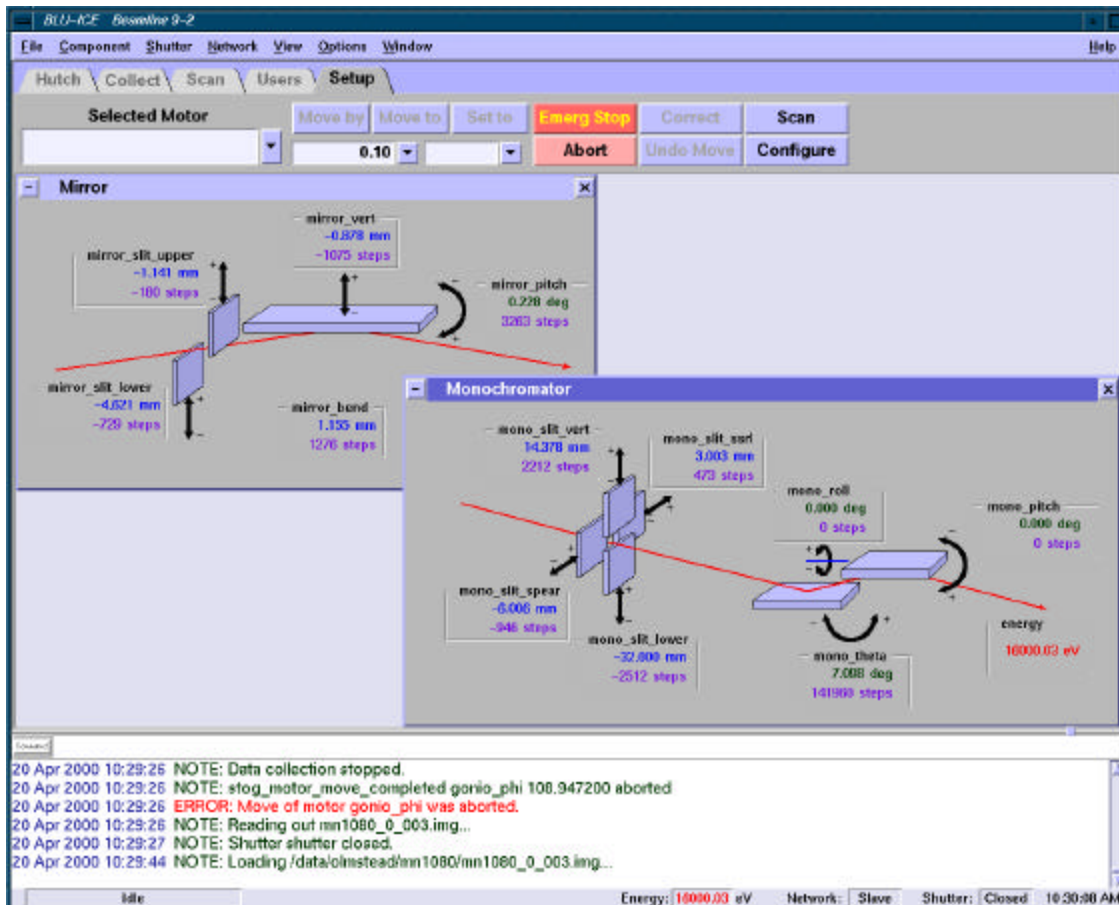 BLU-ICE Beamline 9-2
File Component Shutter Network View Options Window Help
Hutch Collect Scan Users Setup
Selected Motor Move by Move to Set to Emerg Stop Correct Scan
0.10 Abort Undo Move Configure
Mirror
mirror_vert
-0.878 mm
-1075 steps
mirror_slit_upper
-1.141 mm
-180 steps
mirror_pitch
0.228 deg
3263 steps
mirror_slit_lower
-4.621 mm
-729 steps
mirror_bend
1.155 mm
1276 steps
Monochromator
mono_slit_vert
14.378 mm
2212 steps
mono_slit_ssrl
3.003 mm
473 steps
mono_roll
0.000 deg
0 steps
mono_pitch
0.000 deg
0 steps
mono_slit_spear
-6.006 mm
-946 steps
mono_slit_lower
-32.000 mm
-2512 steps
mono_theta
7.008 deg
141960 steps
energy
16000.03 eV
20 Apr 2000 10:29:26 NOTE: Data collection stopped.
20 Apr 2000 10:29:26 NOTE: stog_motor_move_completed gonio_phi 108.947200 aborted
20 Apr 2000 10:29:26 ERROR: Move of motor gonio_phi was aborted.
20 Apr 2000 10:29:26 NOTE: Reading out mn1080_0_003.img...
20 Apr 2000 10:29:27 NOTE: Shutter shutter closed.
20 Apr 2000 10:29:44 NOTE: Loading /data/olmstead/mn1080/mn1080_0_003.img...
Idle Energy: 16000.03 eV Network: Slave Shutter: Closed 10:30:08 AM